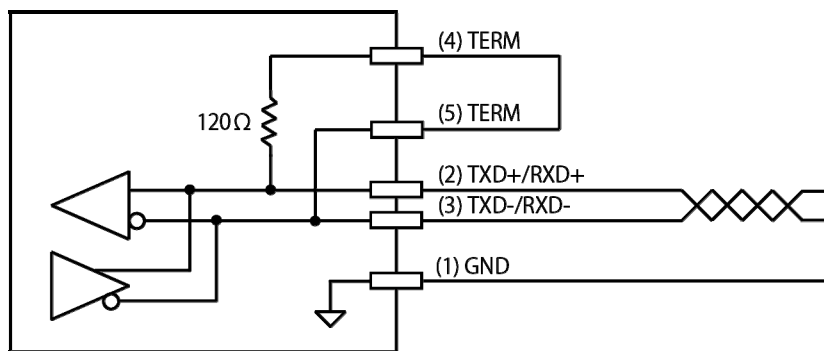 (4) TERM
120Ω
(5) TERM
(2) TXD+/RXD+
(3) TXD-/RXD-
(1) GND